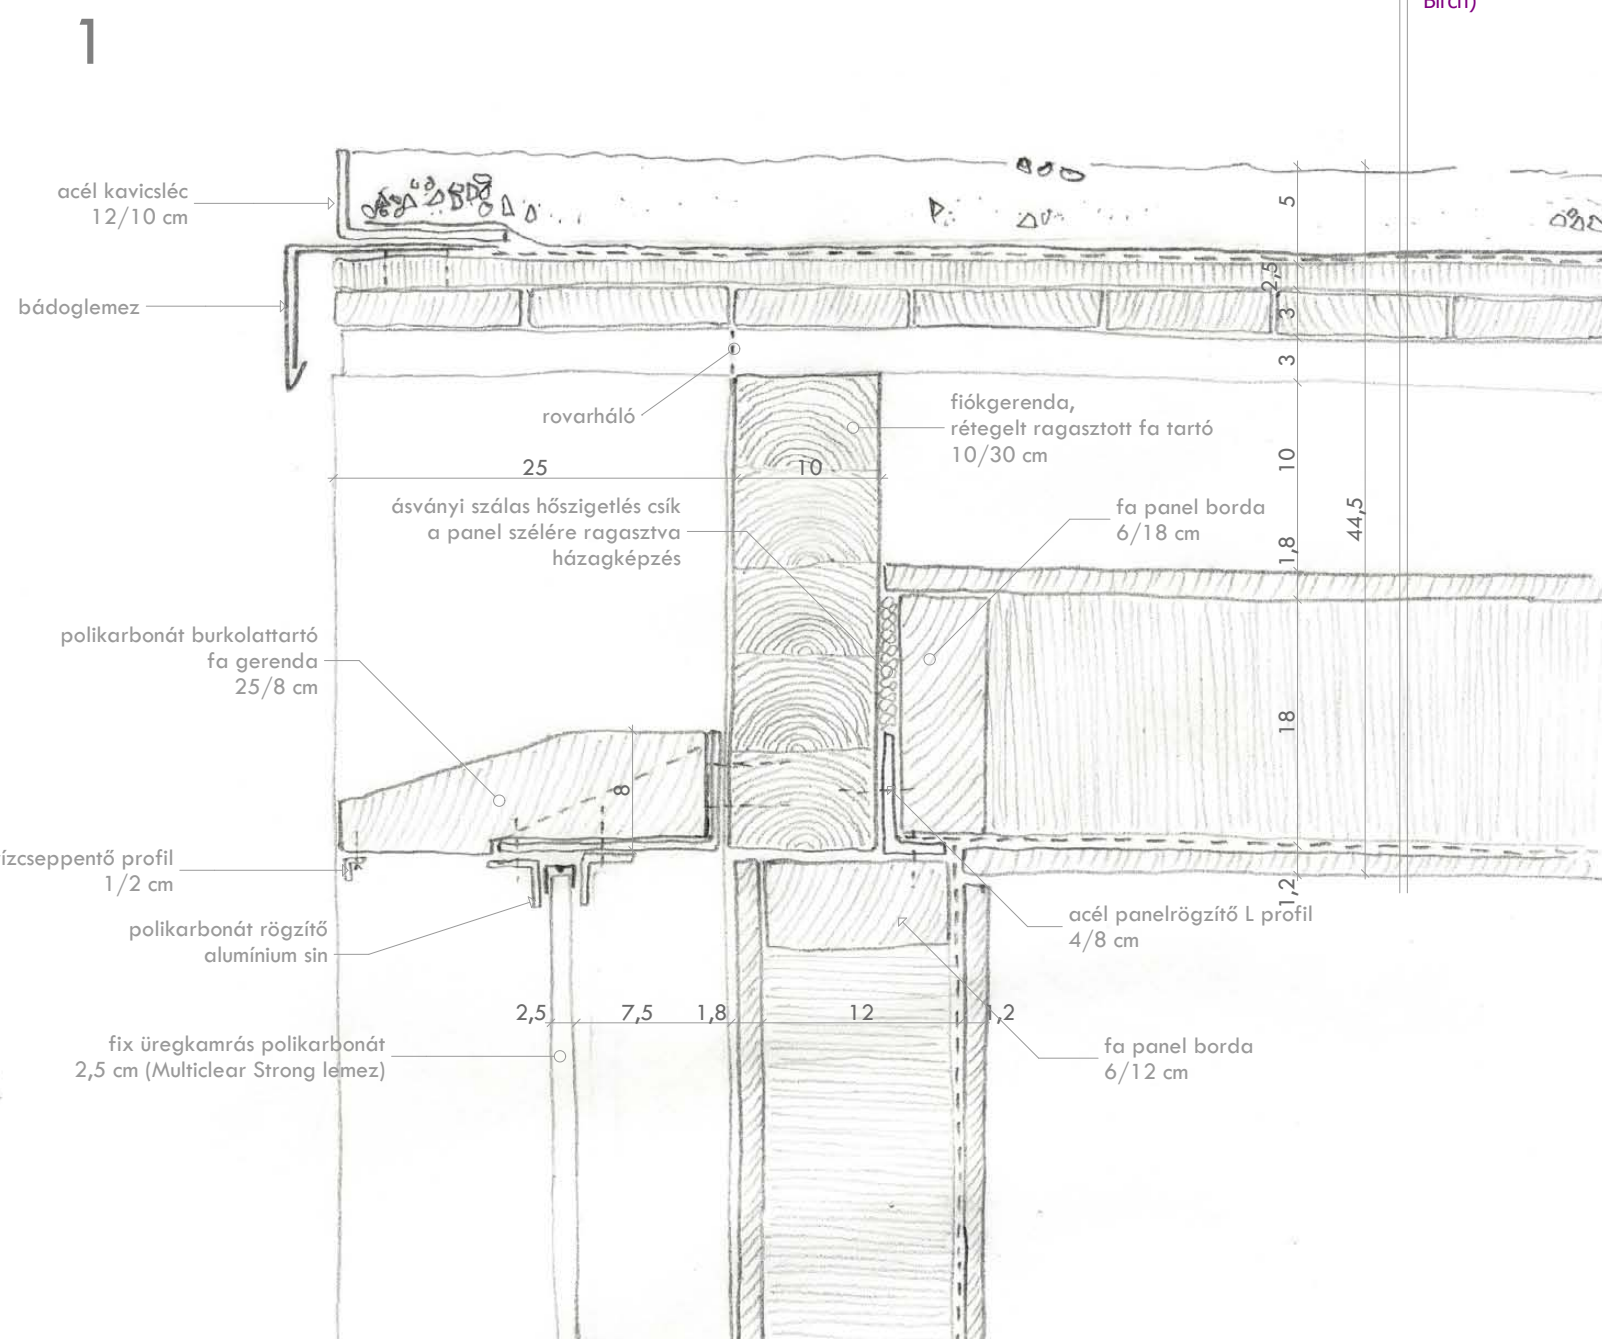 1
Birch)
acél kavicsléc
12/10 cm
bádoglemez
5
2,5
3
3
rovarháló
fiókgerenda,
rétegelt ragasztott fa tartó
10/30 cm
25
10
10
44,5
ásványi szálas hőszigetlés csík
a panel szélére ragasztva
házagképzés
fa panel borda
6/18 cm
1,8
polikarbonát burkolattartó
fa gerenda
25/8 cm
18
8
ízcseppentő profil
1/2 cm
1,2
polikarbonát rögzítő
alumínium sin
acél panelrögzítő L profil
4/8 cm
2,5
7,5
1,8
12
1,2
fix üregkamrás polikarbonát
2,5 cm (Multiclear Strong lemez)
fa panel borda
6/12 cm